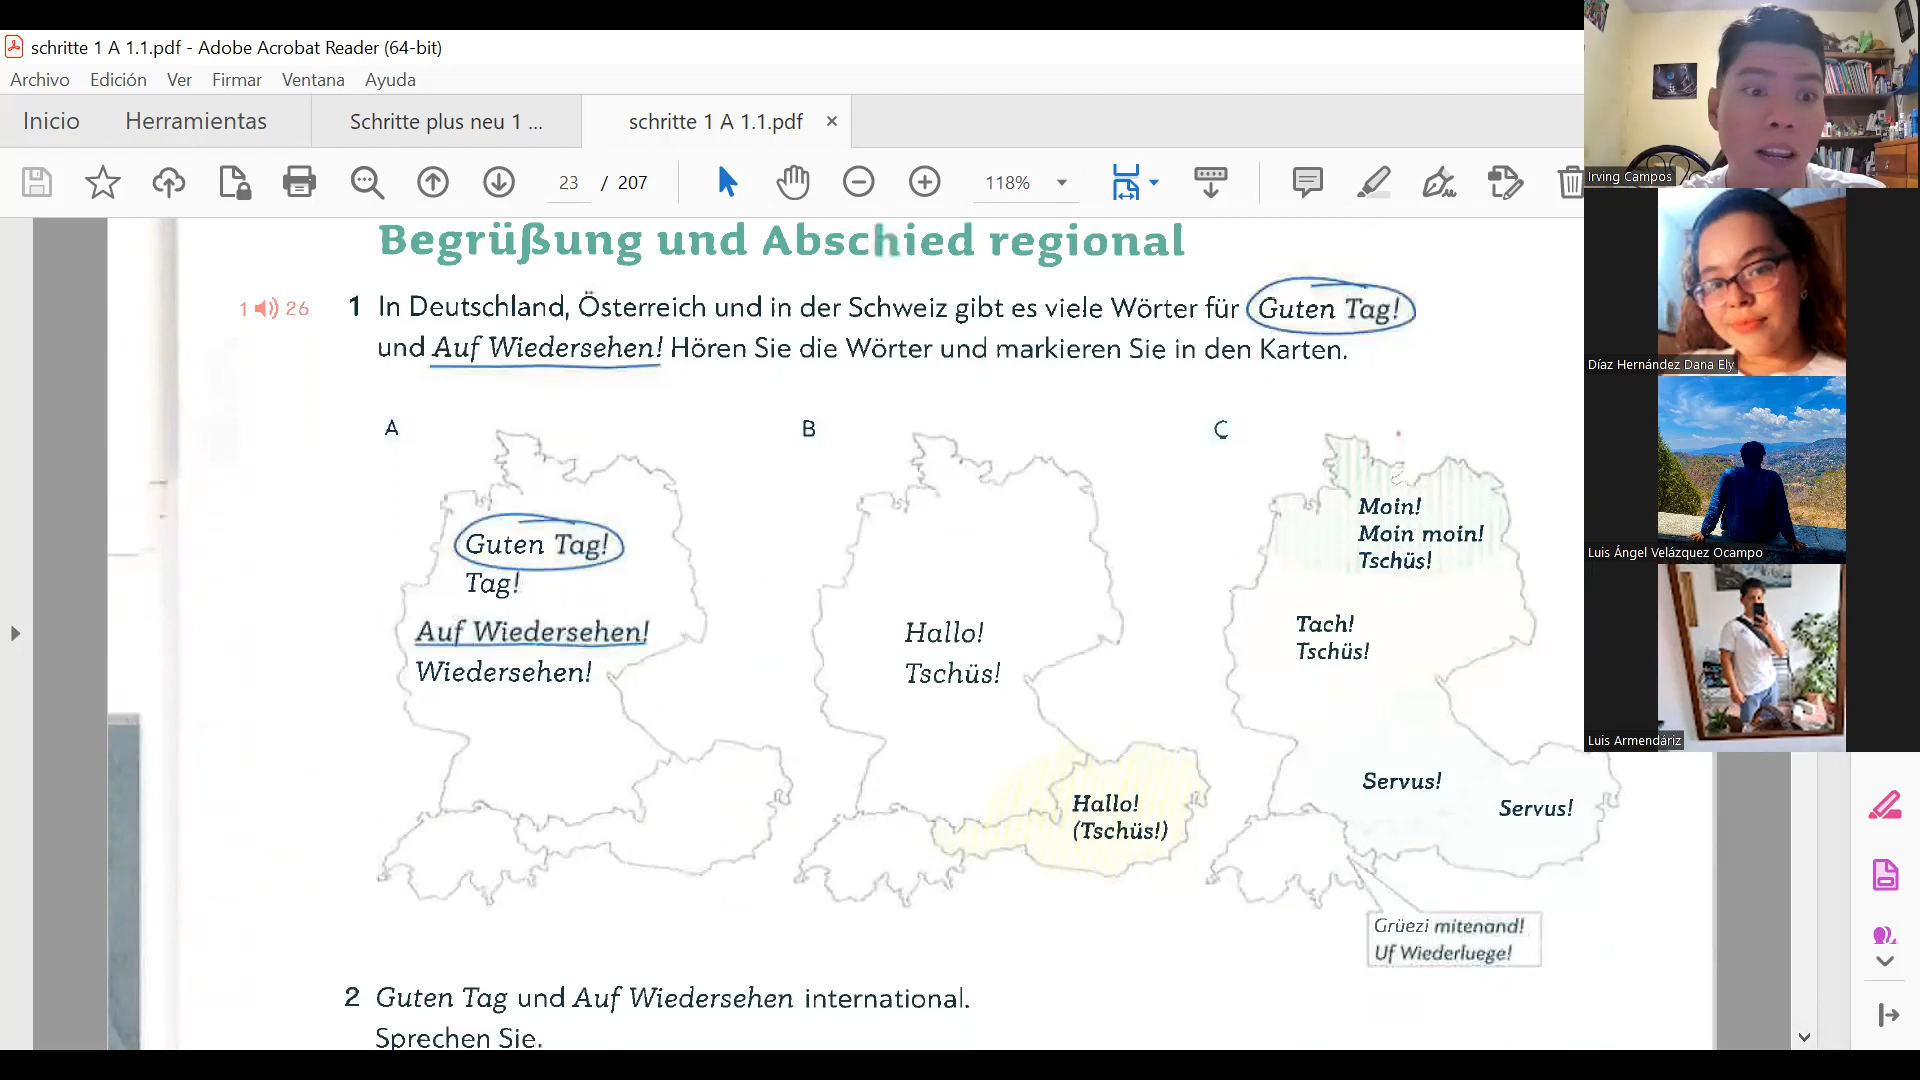 schritte 1 A 1.1.pdf - Adobe Acrobat Reader (64-bit)
Archivo Edición Ver Firmar Ventana Ayuda
Inicio Herramientas Schritte plus neu 1 ... schritte 1 A 1.1.pdf ×
23 / 207 118%
Begrüßung und Abschied regional
1 26 1 In Deutschland, Österreich und in der Schweiz gibt es viele Wörter für Guten Tag!
und Auf Wiedersehen! Hören Sie die Wörter und markieren Sie in den Karten.
A
Guten Tag!
Tag!
Auf Wiedersehen!
Wiedersehen!
B
Hallo!
Tschüs!
Hallo!
(Tschüs!)
C
Moin!
Moin moin!
Tschüs!
Tach!
Tschüs!
Servus!
Servus!
Grüezi mitenand!
Uf Wiederluege!
2 Guten Tag und Auf Wiedersehen international.
Sprechen Sie.
Irving Campos
Díaz Hernández Dana Ely
Luis Ángel Velázquez Ocampo
Luis Armendáriz